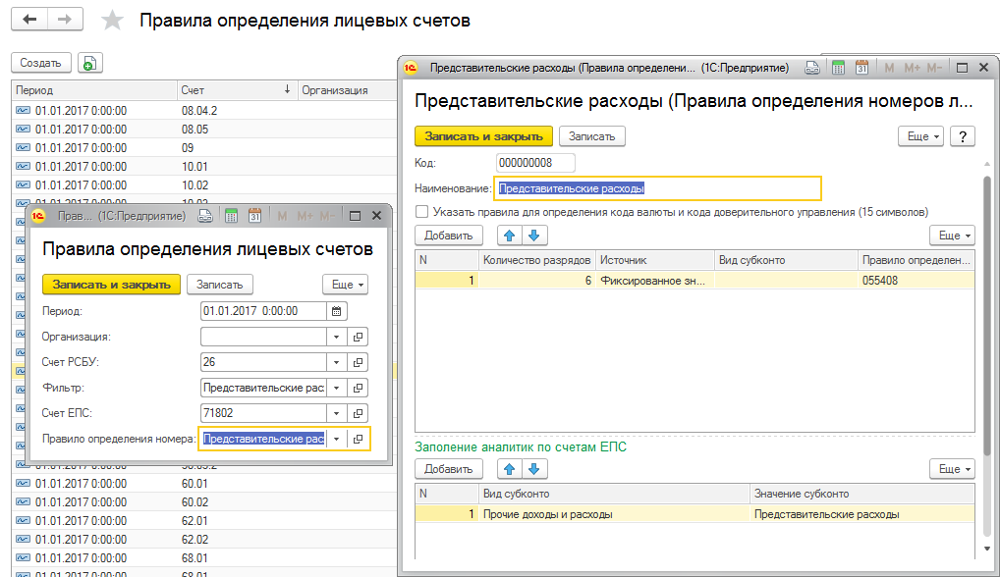 Правила определения лицевых счетов
Создать
Период Счет ↓ Организация
01.01.2017 0:00:00 08.04.2
01.01.2017 0:00:00 08.05
01.01.2017 0:00:00 09
01.01.2017 0:00:00 10.01
01.01.2017 0:00:00 10.02
Прав... (1С:Предприятие) 31 M M+ M-
Правила определения лицевых счетов
Записать и закрыть Записать Еще
Период: 01.01.2017 0:00:00
Организация:
Счет РСБУ: 26
Фильтр: Представительские рас
Счет ЕПС: 71802
Правило определения номера: Представительские рас
01.01.2017 0:00:00 60.01
01.01.2017 0:00:00 60.02
01.01.2017 0:00:00 62.01
01.01.2017 0:00:00 62.02
01.01.2017 0:00:00 68.01
01.01.2017 0:00:00 68.02
Представительские расходы (Правила определени... (1С:Предприятие) 31 M M+ M-
Представительские расходы (Правила определения номеров л...
Записать и закрыть Записать Еще ?
Код: 000000008
Наименование: Представительские расходы
Указать правила для определения кода валюты и кода доверительного управления (15 символов)
Добавить Еще
N Количество разрядов Источник Вид субконто Правило определен...
1 6 Фиксированное зн... 055408
Заполение аналитик по счетам ЕПС
Добавить Еще
N Вид субконто Значение субконто
1 Прочие доходы и расходы Представительские расходы